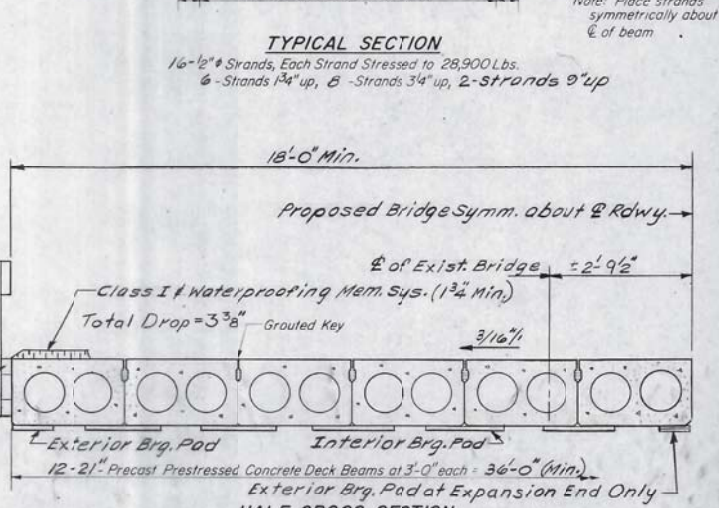 Note: Place strands
symmetrically about
℄ of beam
TYPICAL SECTION
16-½"φ Strands, Each Strand Stressed to 28,900 Lbs.
6 -Strands 1¾"up, 8 -Strands 3¼"up, 2-Strands 9"up
18'-0" Min.
Proposed Bridge Symm. about ℄ Rdwy.
℄ of Exist. Bridge ±2'-9½"
Class I & Waterproofing Mem. Sys. (1¾" Min.)
Total Drop=3⅜" Grouted Key
3/16"/'
Exterior Brg. Pad Interior Brg. Pad
12-21"- Precast Prestressed Concrete Deck Beams at 3'-0" each = 36'-0" (Min.)
Exterior Brg. Pad at Expansion End Only
HALF CROSS SECTION